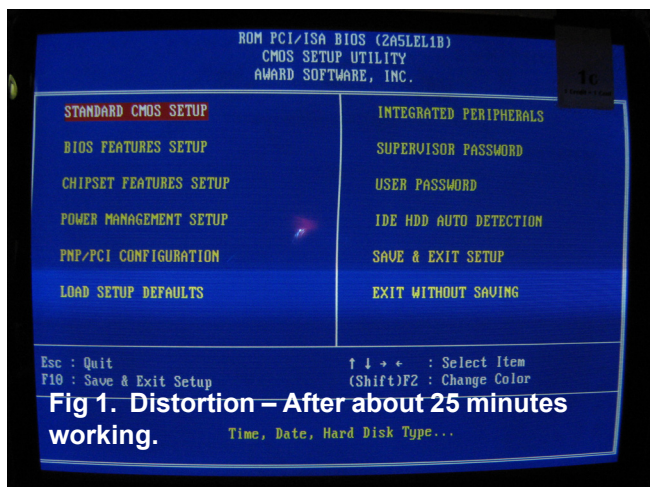 ROM PCI/ISA BIOS (2A5LEL1B)
CMOS SETUP UTILITY
AWARD SOFTWARE, INC.
1c
STANDARD CMOS SETUP
BIOS FEATURES SETUP
CHIPSET FEATURES SETUP
POWER MANAGEMENT SETUP
PNP/PCI CONFIGURATION
LOAD SETUP DEFAULTS
INTEGRATED PERIPHERALS
SUPERVISOR PASSWORD
USER PASSWORD
IDE HDD AUTO DETECTION
SAVE & EXIT SETUP
EXIT WITHOUT SAVING
Esc : Quit
F10 : Save & Exit Setup
↑ ↓ → ← : Select Item
(Shift)F2 : Change Color
Fig 1. Distortion – After about 25 minutes
working.
Time, Date, Hard Disk Type...